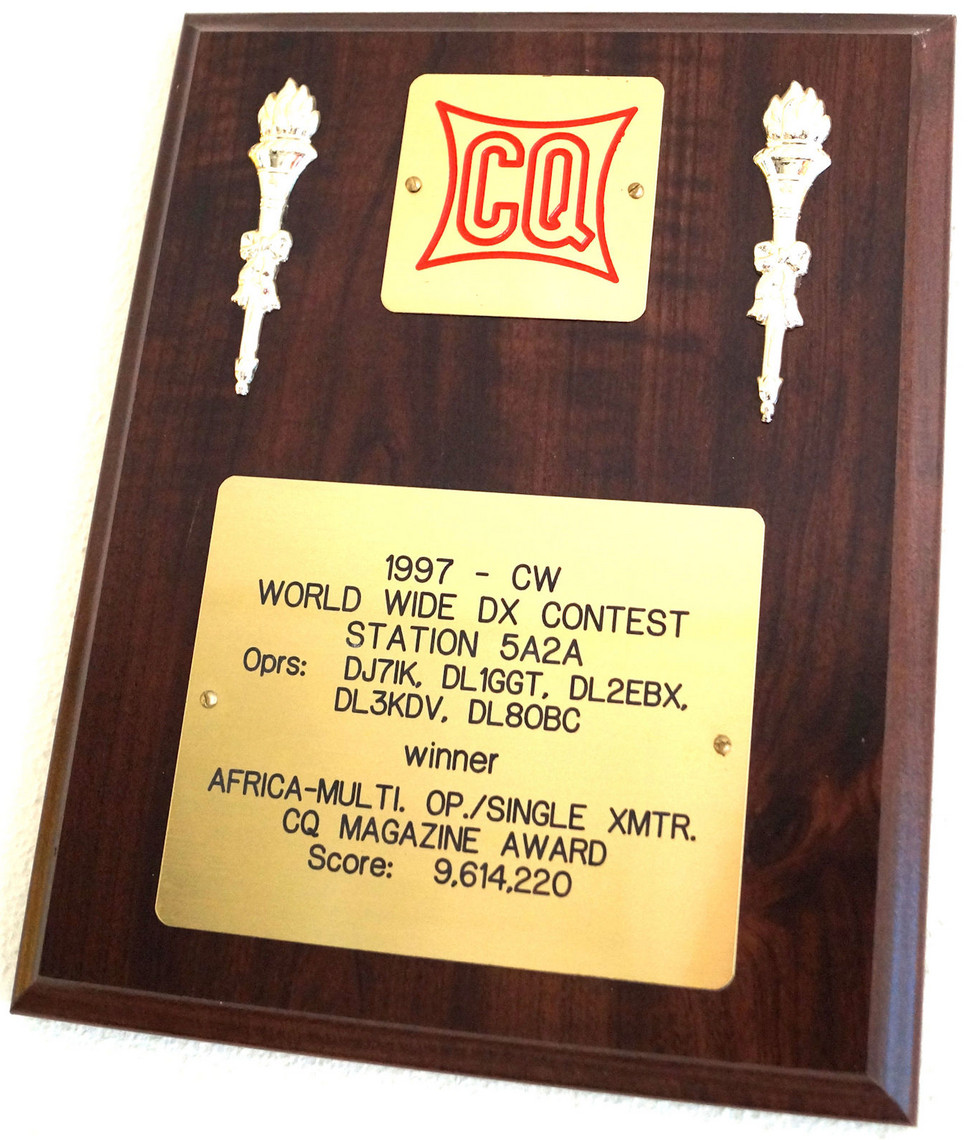 CQ
1997 - CW
WORLD WIDE DX CONTEST
STATION 5A2A
Oprs: DJ7IK, DL1GGT, DL2EBX,
DL3KDV, DL8OBC
winner
AFRICA-MULTI. OP./SINGLE XMTR.
CQ MAGAZINE AWARD
Score: 9,614,220